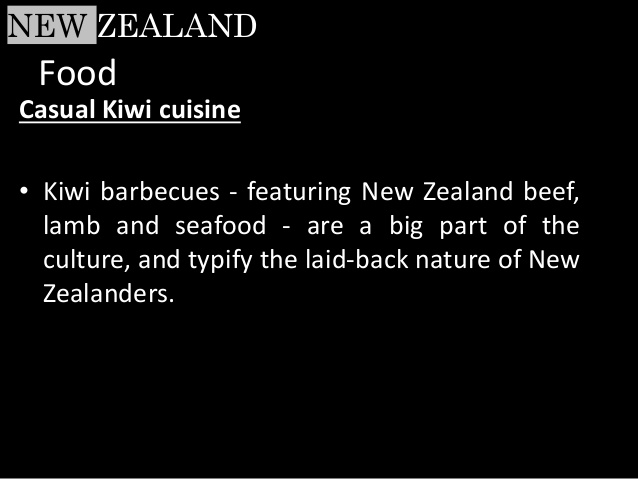 NEW ZEALAND
Food
Casual Kiwi cuisine
• Kiwi barbecues - featuring New Zealand beef,
lamb and seafood - are a big part of the
culture, and typify the laid-back nature of New
Zealanders.